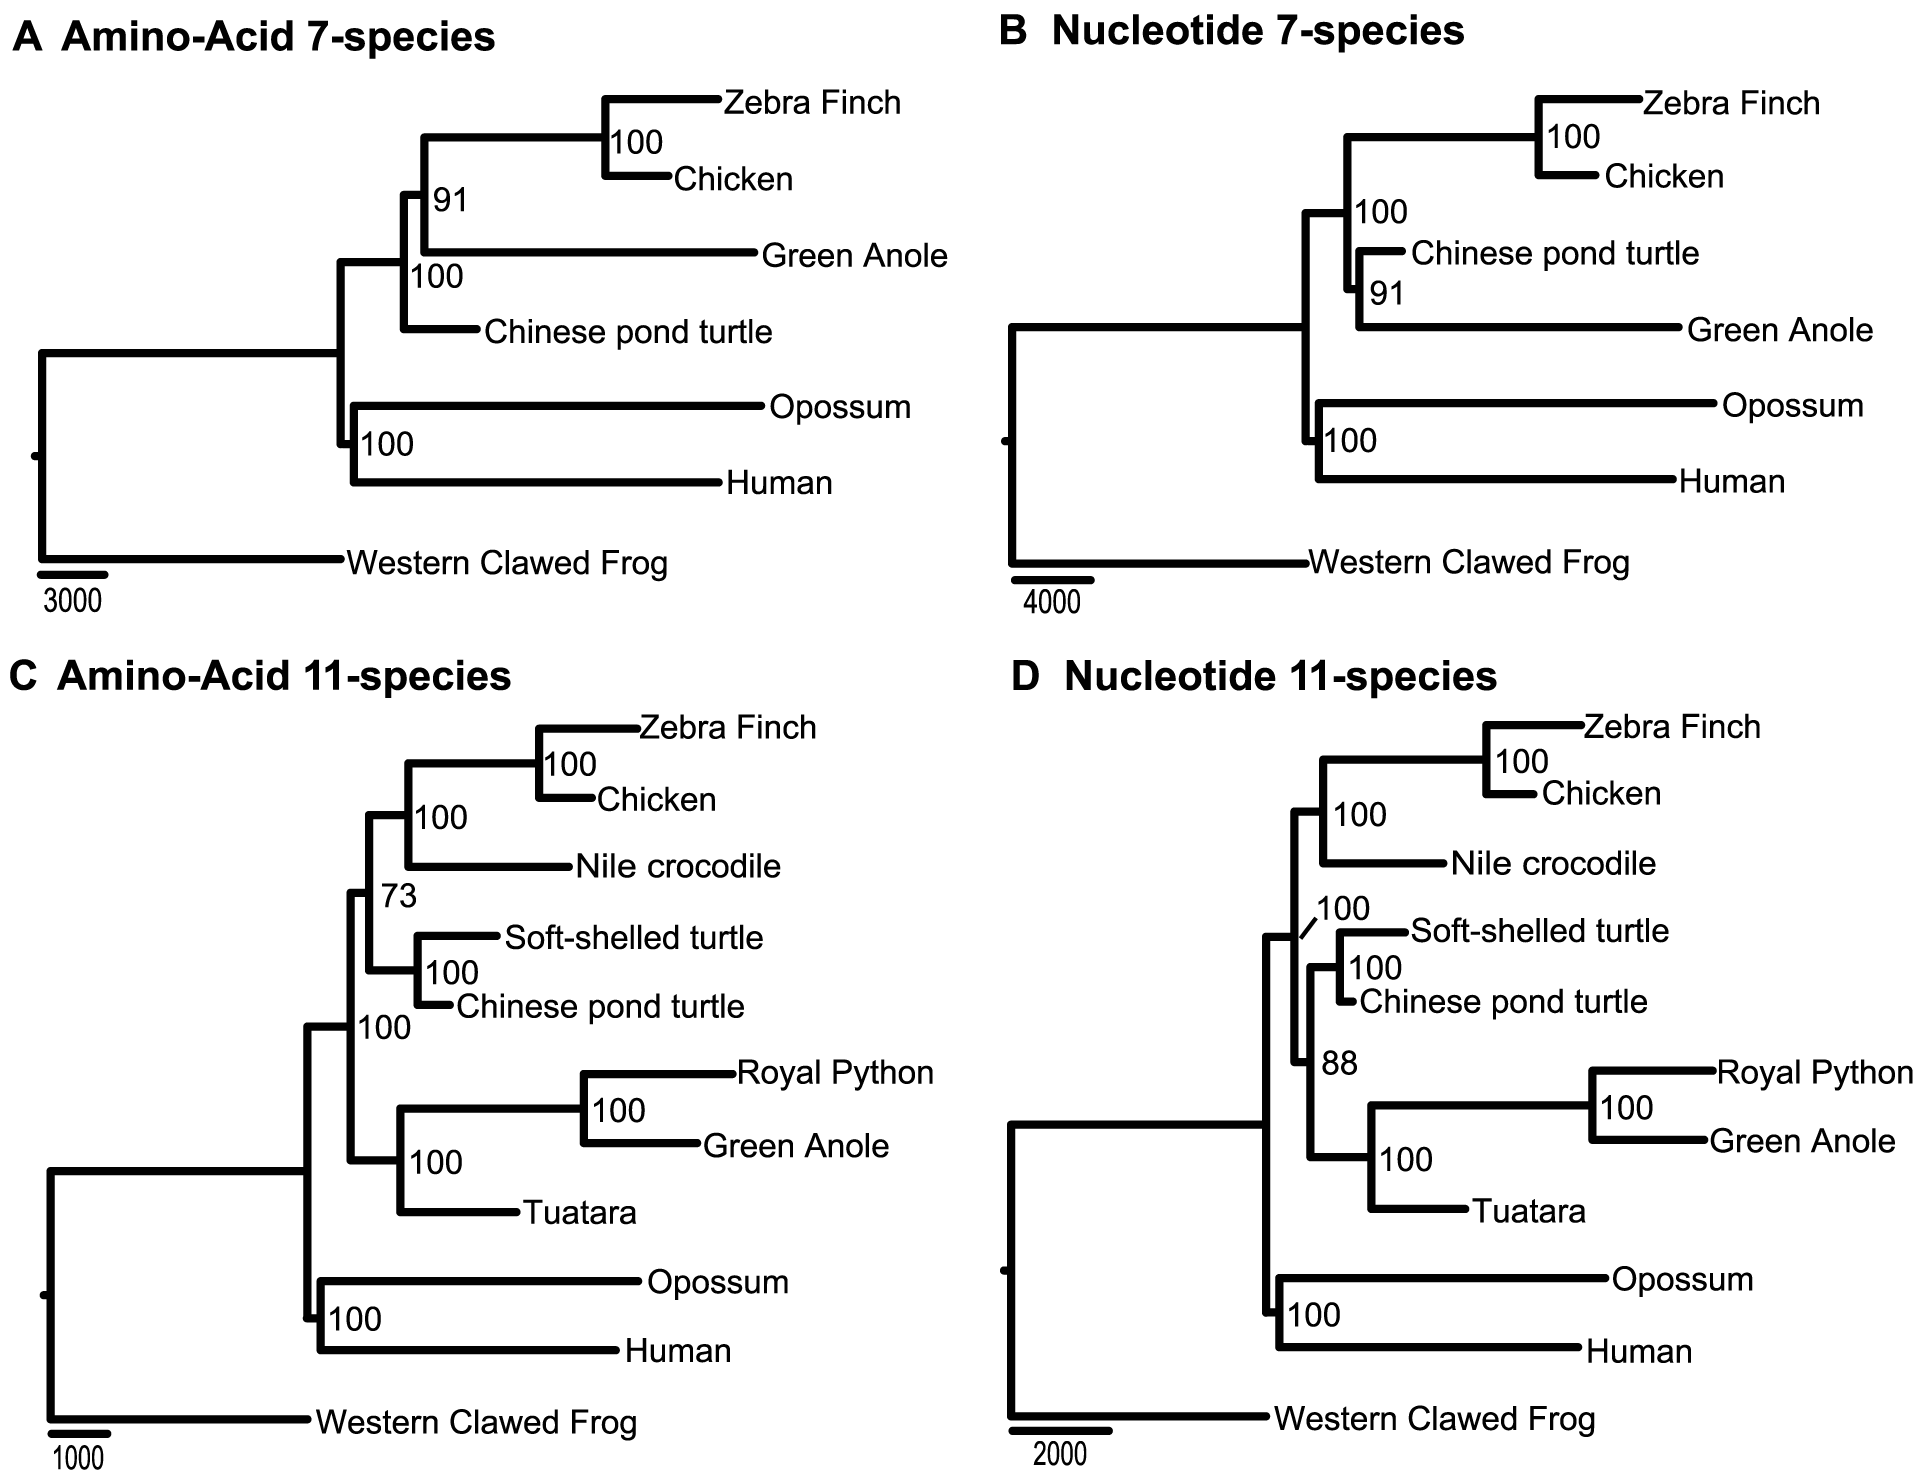 A Amino-Acid 7-species
Zebra Finch
100
Chicken
91
Green Anole
100
Chinese pond turtle
Opossum
100
Human
Western Clawed Frog
3000
B Nucleotide 7-species
Zebra Finch
100
Chicken
100
Chinese pond turtle
91
Green Anole
Opossum
100
Human
Western Clawed Frog
4000
C Amino-Acid 11-species
Zebra Finch
100
Chicken
100
Nile crocodile
73
Soft-shelled turtle
100
Chinese pond turtle
100
Royal Python
100
Green Anole
100
Tuatara
Opossum
100
Human
Western Clawed Frog
1000
D Nucleotide 11-species
Zebra Finch
100
Chicken
100
Nile crocodile
100
Soft-shelled turtle
100
Chinese pond turtle
88
Royal Python
100
Green Anole
100
Tuatara
Opossum
100
Human
Western Clawed Frog
2000